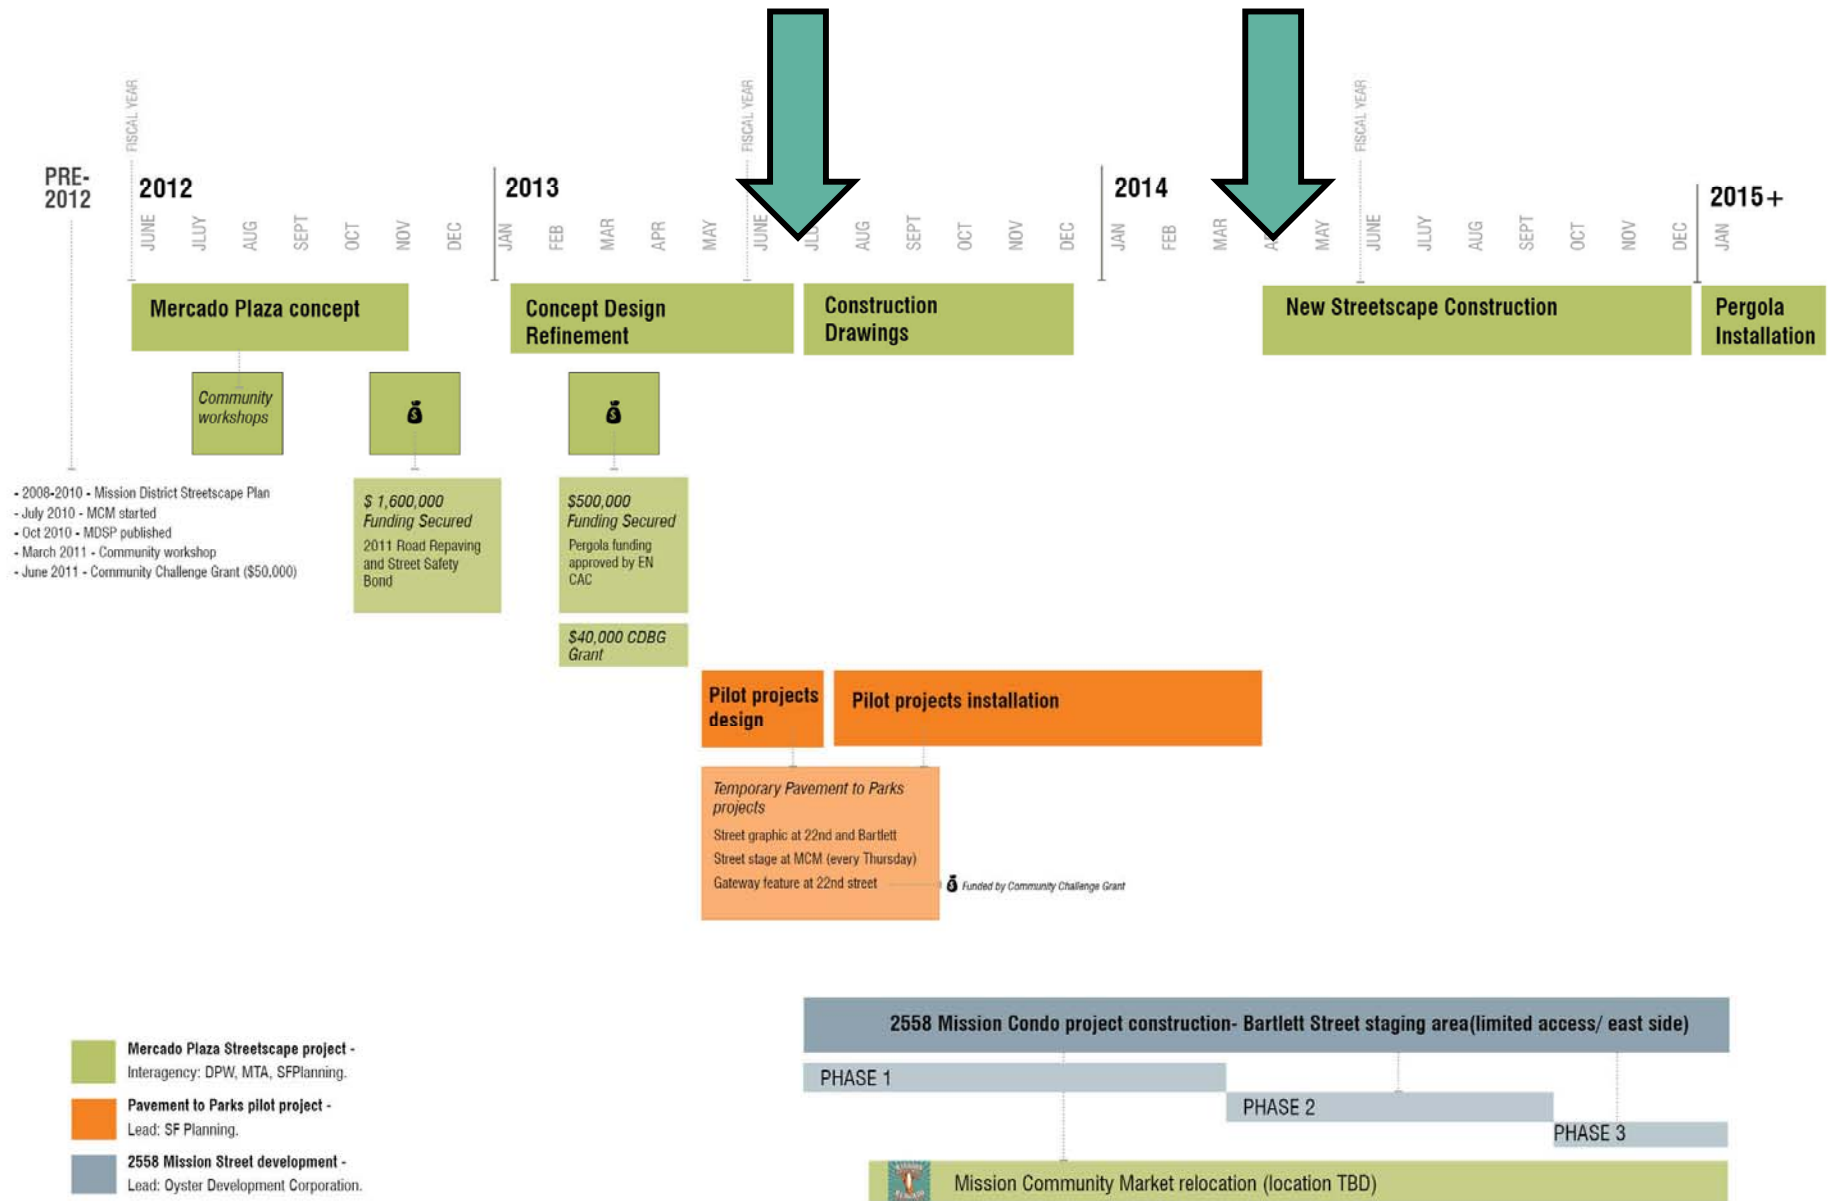 FISCAL YEAR
FISCAL YEAR
FISCAL YEAR
PRE-
2012
2012
2013
2014
2015+
JUNE
JLUY
AUG
SEPT
OCT
NOV
DEC
JAN
FEB
MAR
APR
MAY
JUNE
AUG
SEPT
OCT
NOV
DEC
JAN
FEB
MAR
MAY
JUNE
JLUY
AUG
SEPT
OCT
NOV
DEC
JAN
Mercado Plaza concept
Concept Design
Refinement
Construction
Drawings
New Streetscape Construction
Pergola
Installation
Community
workshops
- 2008-2010 - Mission District Streetscape Plan
- July 2010 - MCM started
- Oct 2010 - MDSP published
- March 2011 - Community workshop
- June 2011 - Community Challenge Grant ($50,000)
$ 1,600,000
Funding Secured
2011 Road Repaving
and Street Safety
Bond
$500,000
Funding Secured
Pergola funding
approved by EN
CAC
$40,000 CDBG
Grant
Pilot projects
design
Pilot projects installation
Temporary Pavement to Parks
projects
Street graphic at 22nd and Bartlett
Street stage at MCM (every Thursday)
Gateway feature at 22nd street
Funded by Community Challenge Grant
2558 Mission Condo project construction- Bartlett Street staging area(limited access/ east side)
PHASE 1
PHASE 2
PHASE 3
Mission Community Market relocation (location TBD)
Mercado Plaza Streetscape project -
Interagency: DPW, MTA, SFPlanning.
Pavement to Parks pilot project -
Lead: SF Planning.
2558 Mission Street development -
Lead: Oyster Development Corporation.